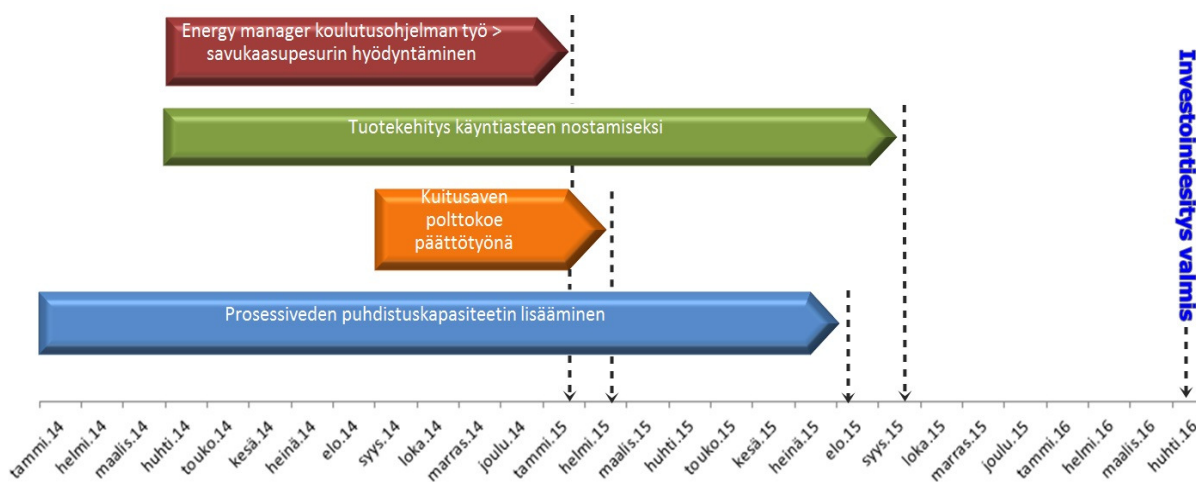 Energy manager koulutusohjelman työ >
savukaasupesurin hyödyntäminen
Tuotekehitys käyntiasteen nostamiseksi
Kuitusaven
polttokoe
päättötyönä
Prosessiveden puhdistuskapasiteetin lisääminen
Investointiesitys valmis
tammi.14
helmi.14
maalis.14
huhti.14
touko.14
kesä.14
heinä.14
elo.14
syys.14
loka.14
marras.14
joulu.14
tammi.15
helmi.15
maalis.15
huhti.15
touko.15
kesä.15
heinä.15
elo.15
syys.15
loka.15
marras.15
joulu.15
tammi.16
helmi.16
maalis.16
huhti.16